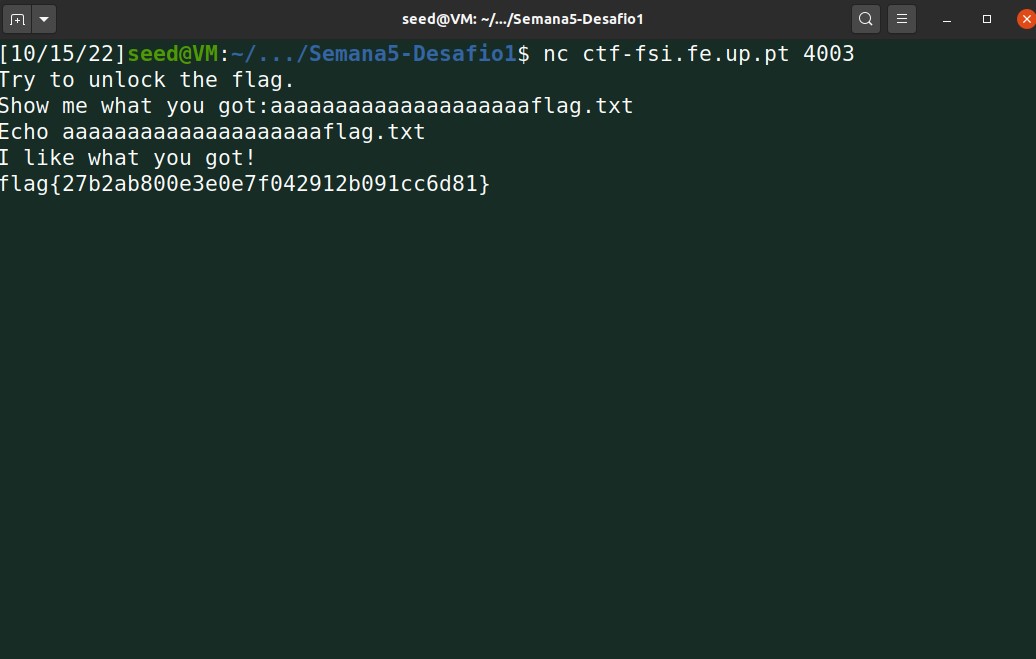 seed@VM: ~/.../Semana5-Desafio1
[10/15/22]seed@VM:~/.../Semana5-Desafio1$ nc ctf-fsi.fe.up.pt 4003
Try to unlock the flag.
Show me what you got:aaaaaaaaaaaaaaaaaaaaflag.txt
Echo aaaaaaaaaaaaaaaaaaaaflag.txt
I like what you got!
flag{27b2ab800e3e0e7f042912b091cc6d81}